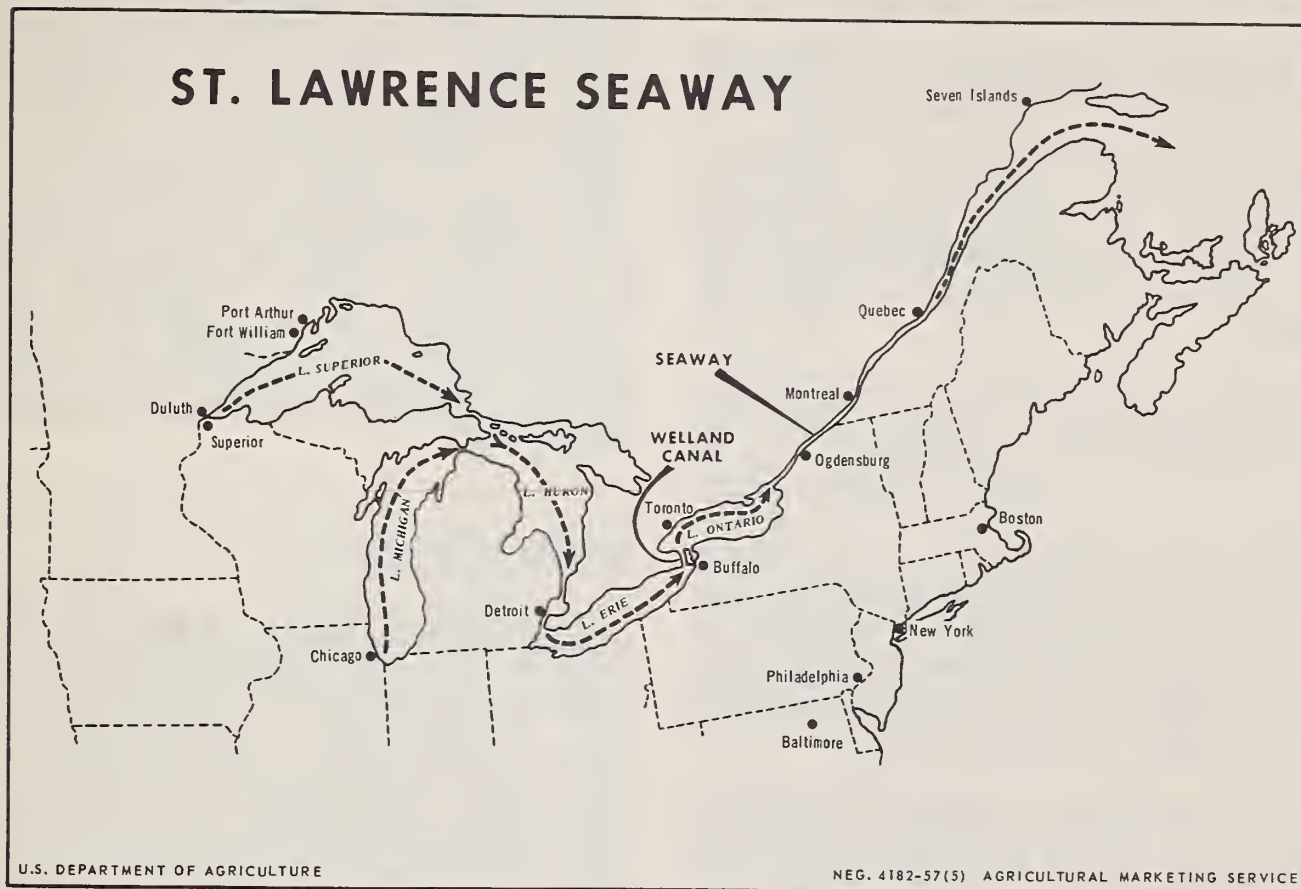 ST. LAWRENCE SEAWAY
Seven Islands
Port Arthur
Fort William
Quebec
L. SUPERIOR
SEAWAY
Montreal
Duluth
Superior
WELLAND
CANAL
Ogdensburg
L. HURON
Toronto
L. MICHIGAN
L. ONTARIO
Boston
Buffalo
Detroit
L. ERIE
New York
Chicago
Philadelphia
Baltimore
U.S. DEPARTMENT OF AGRICULTURE
NEG. 4182-57(5) AGRICULTURAL MARKETING SERVICE